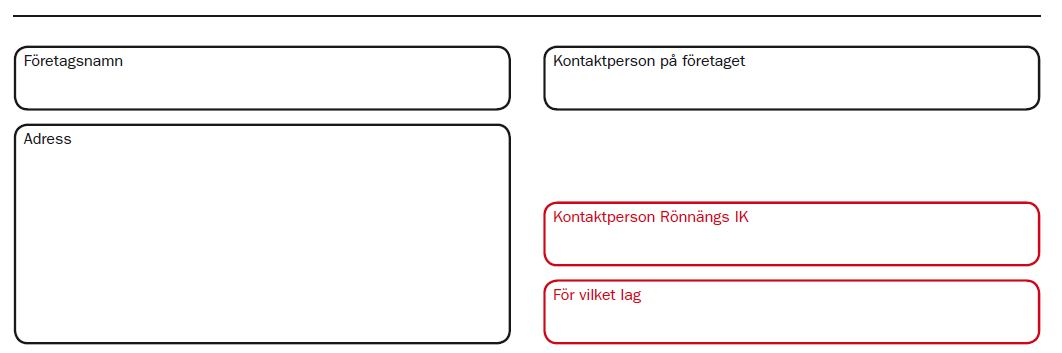 Företagsnamn
Kontaktperson på företaget
Adress
Kontaktperson Rönnängs IK
För vilket lag